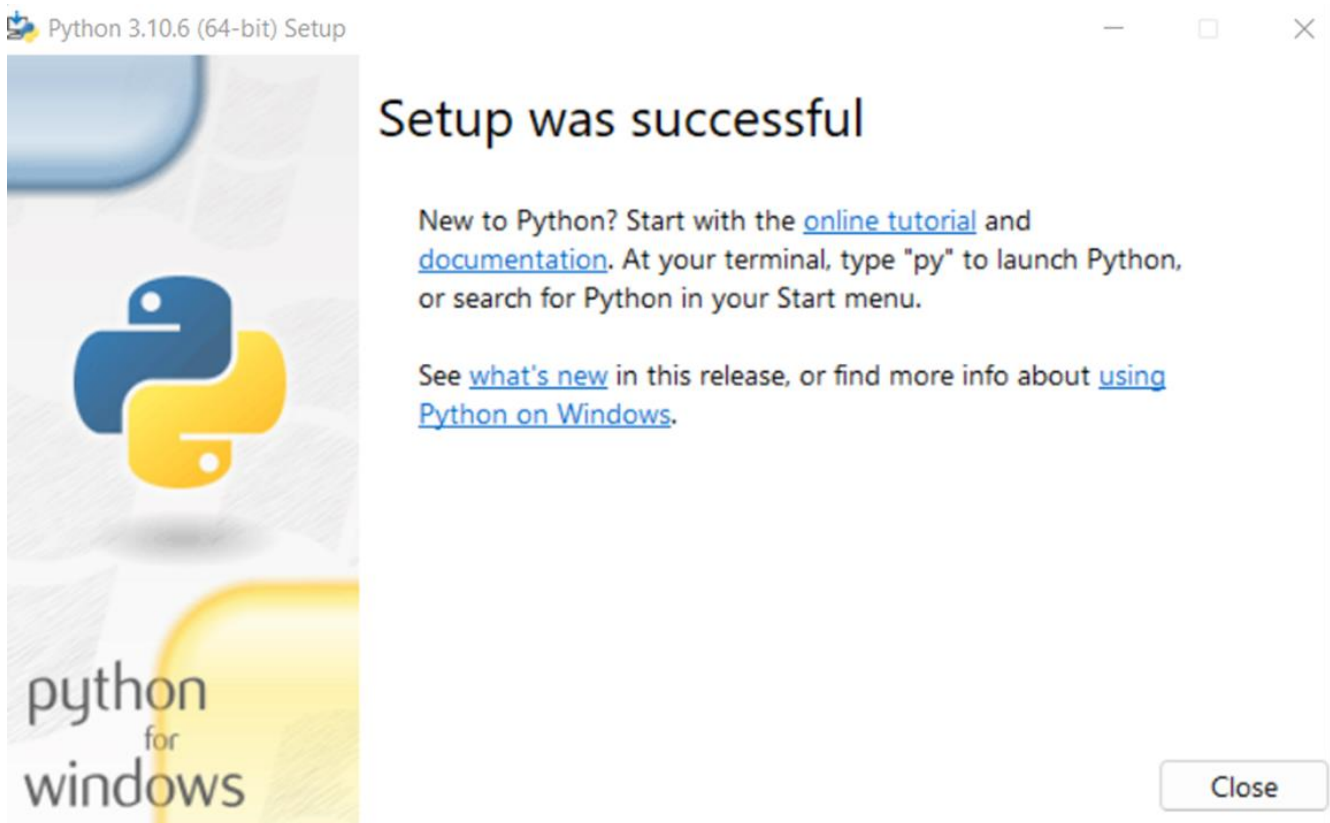 Python 3.10.6 (64-bit) Setup
Setup was successful
New to Python? Start with the online tutorial and
documentation. At your terminal, type "py" to launch Python,
or search for Python in your Start menu.
See what's new in this release, or find more info about using
Python on Windows.
python
for
windows
Close